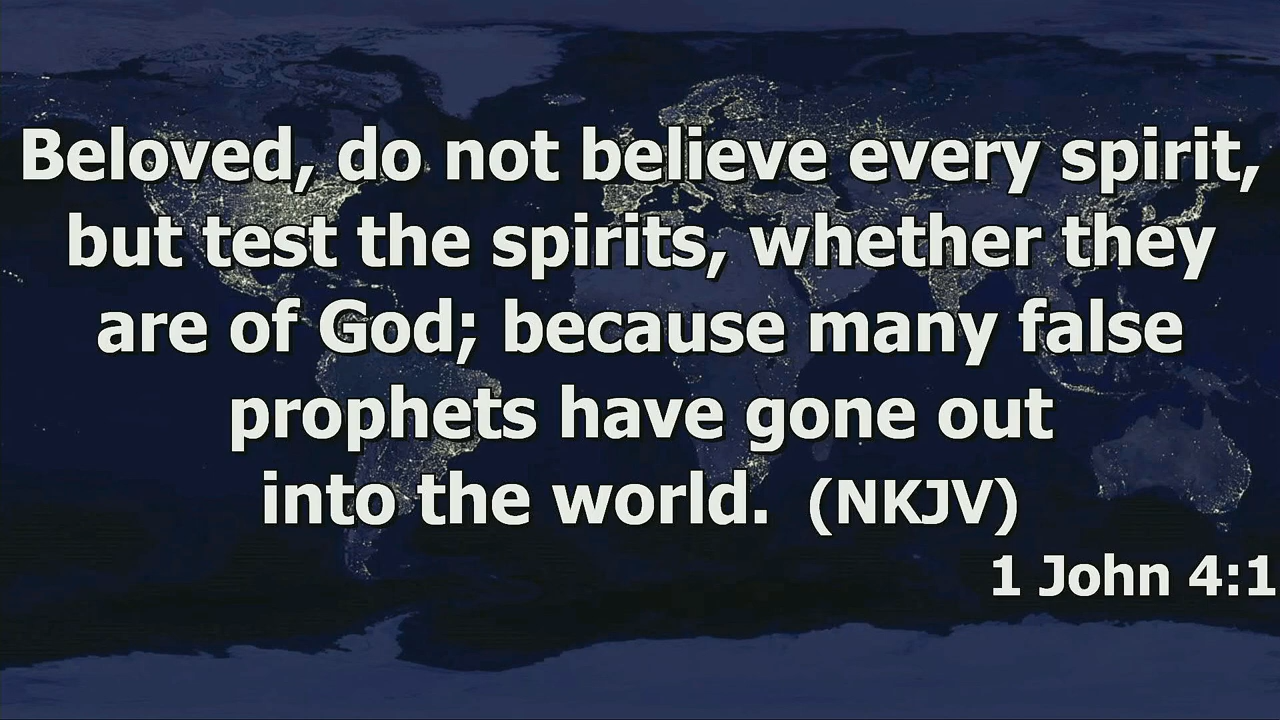 Beloved, do not believe every spirit,
but test the spirits, whether they
are of God; because many false
prophets have gone out
into the world. (NKJV)
1 John 4:1